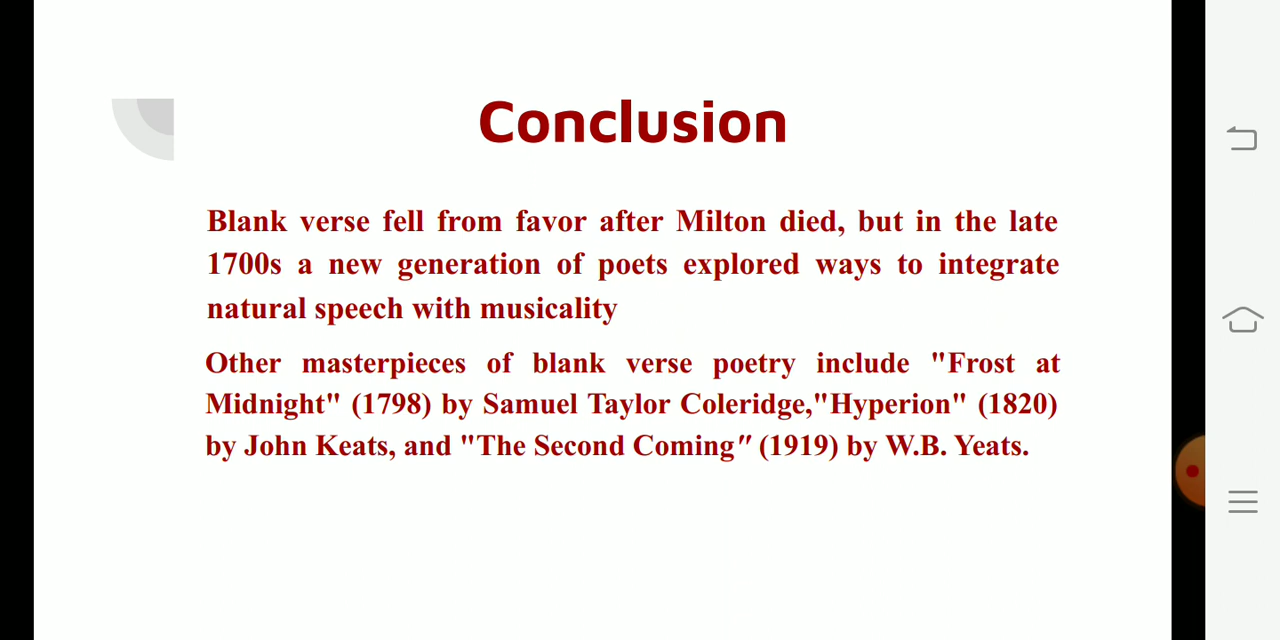 Conclusion
Blank verse fell from favor after Milton died, but in the late
1700s a new generation of poets explored ways to integrate
natural speech with musicality
Other masterpieces of blank verse poetry include "Frost at
Midnight" (1798) by Samuel Taylor Coleridge,"Hyperion" (1820)
by John Keats, and "The Second Coming" (1919) by W.B. Yeats.